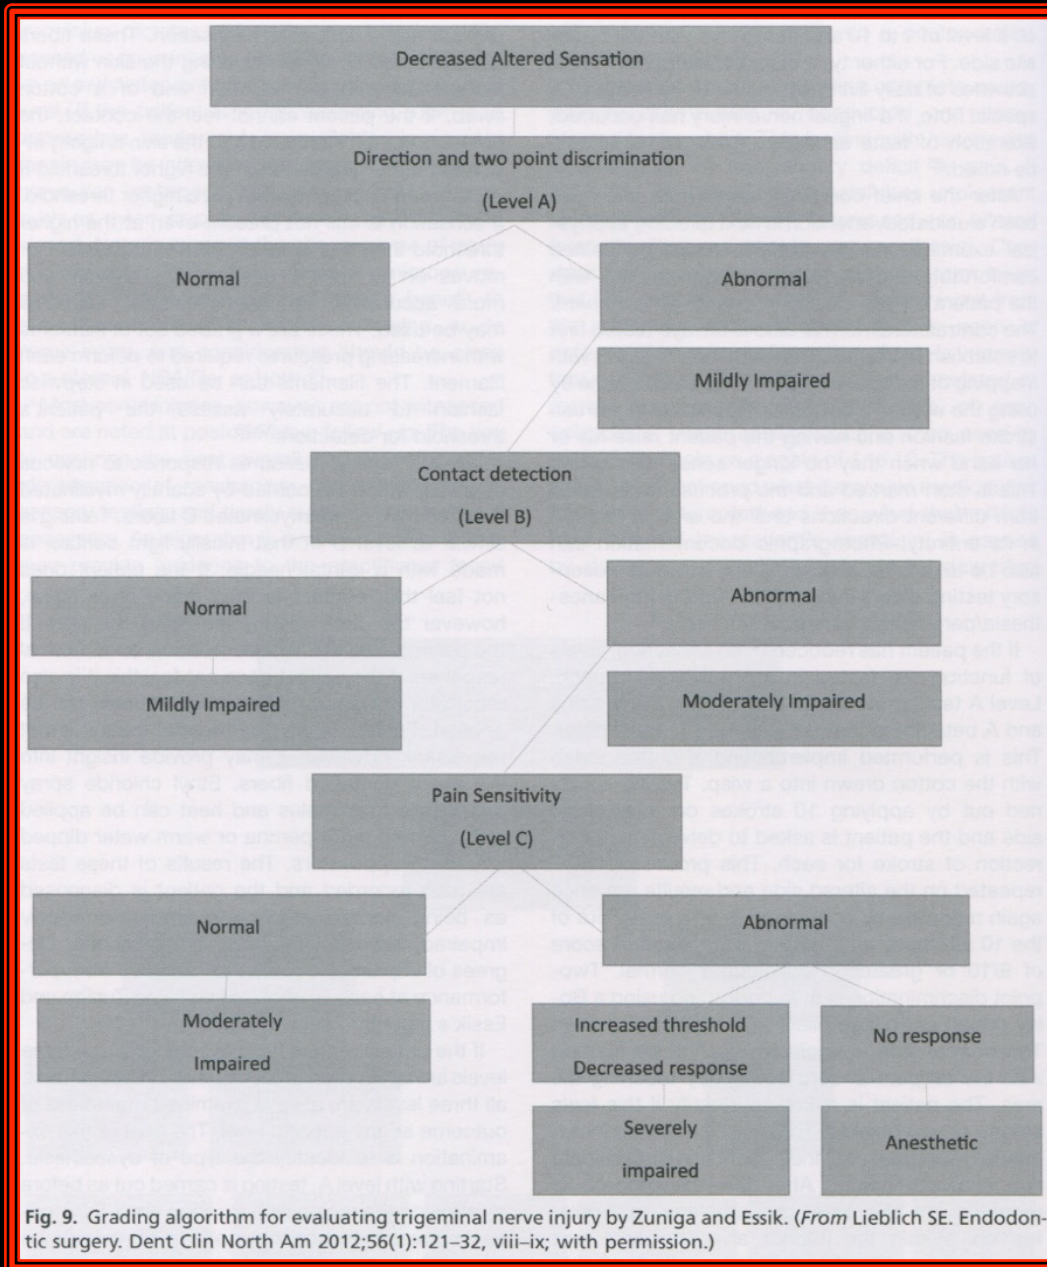 Decreased Altered Sensation
Direction and two point discrimination
(Level A)
Normal
Abnormal
Mildly Impaired
Contact detection
(Level B)
Normal
Abnormal
Mildly Impaired
Moderately Impaired
Pain Sensitivity
(Level C)
Normal
Abnormal
Moderately
Impaired
Increased threshold
Decreased response
No response
Severely
impaired
Anesthetic
Fig. 9. Grading algorithm for evaluating trigeminal nerve injury by Zuniga and Essik. (From Lieblich SE. Endodon-
tic surgery. Dent Clin North Am 2012;56(1):121–32, viii–ix; with permission.)